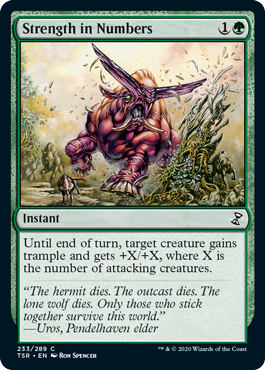 Strength in Numbers 1
Instant
Until end of turn, target creature gains
trample and gets +X/+X, where X is
the number of attacking creatures.
“The hermit dies. The outcast dies. The
lone wolf dies. Only those who stick
together survive this world.”
—Uros, Pendelhaven elder
233/289 C
TSR • EN Ron Spencer
™ & © 2020 Wizards of the Coast